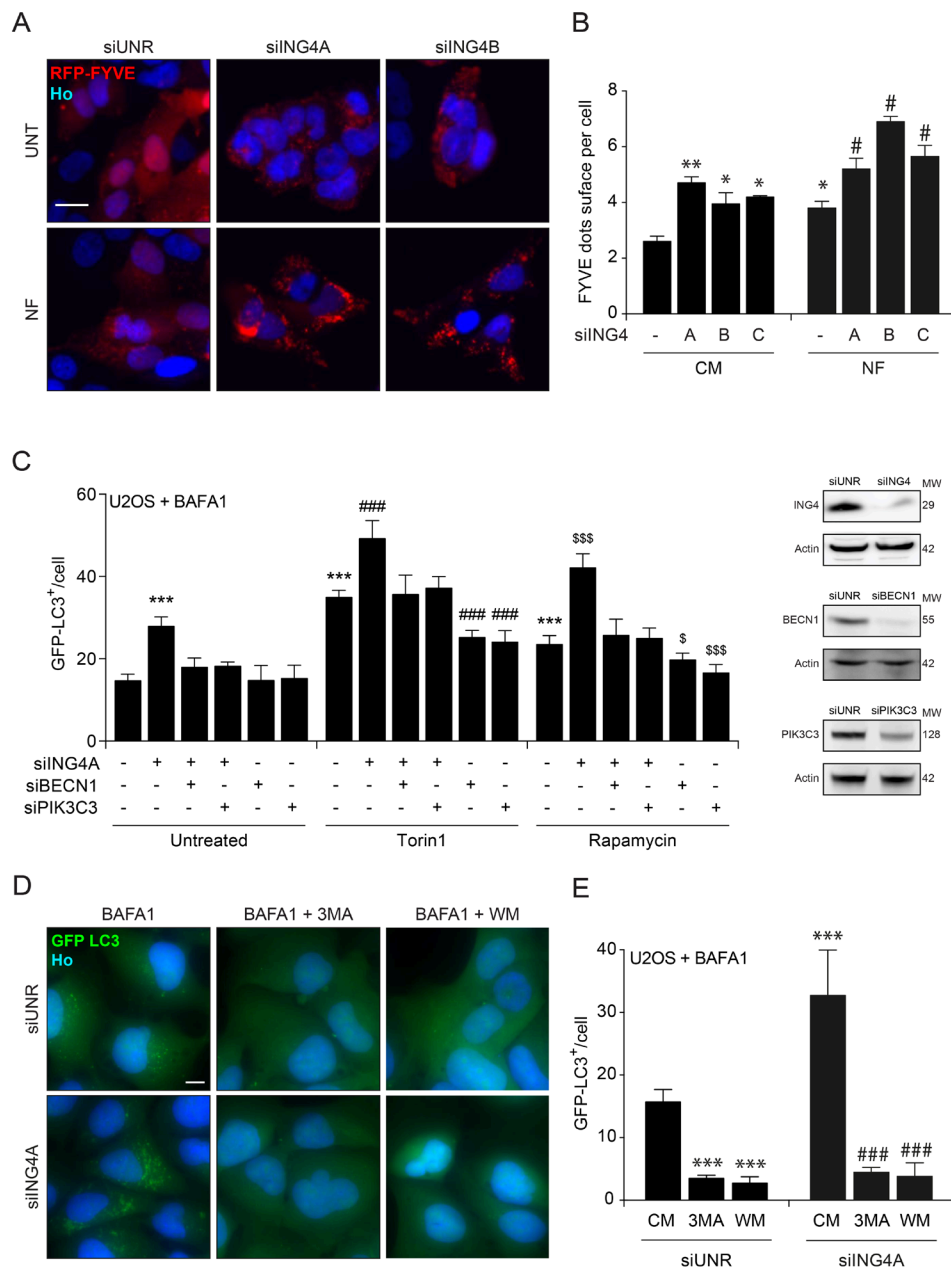 A
siUNR siING4A siING4B
RFP-FYVE
Ho
UNT
NF
B
FYVE dots suface per cell
8
6
4
2
0
** * * * # # # #
siING4 - A B C - A B C
CM NF
C
U2OS + BAFA1
GFP-LC3+/cell
60
40
20
0
*** *** ### ### ### *** $$$ $ $$$
siING4A - + + + - - - + + + - - - + + + - -
siBECN1 - - + - + - - - + - + - - - + - + -
siPIK3C3 - - - + - + - - - + - + - - - + - +
Untreated Torin1 Rapamycin
siUNR siING4 MW
ING4 29
Actin 42
siUNR siBECN1 MW
BECN1 55
Actin 42
siUNR siPIK3C3 MW
PIK3C3 128
Actin 42
D
BAFA1 BAFA1 + 3MA BAFA1 + WM
GFP LC3
Ho
siUNR
siING4A
E
U2OS + BAFA1
GFP-LC3+/cell
40
30
20
10
0
*** *** *** ### ###
CM 3MA WM CM 3MA WM
siUNR siING4A